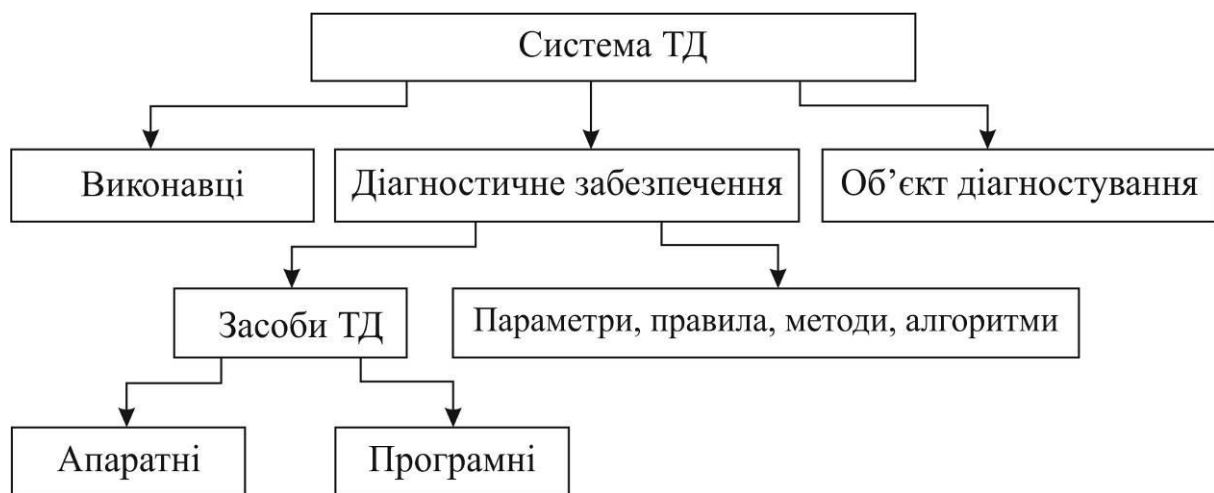 Система ТД
Виконавці
Діагностичне забезпечення
Об’єкт діагностування
Засоби ТД
Параметри, правила, методи, алгоритми
Апаратні
Програмні